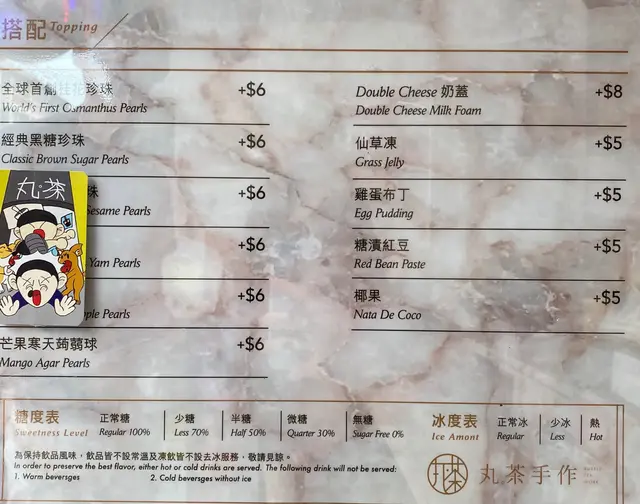 搭配 Topping
全球首創桂花珍珠 +$6
World's First Osmanthus Pearls
經典黑糖珍珠 +$6
Classic Brown Sugar Pearls
珠 +$6
Sesame Pearls
+$6
Yam Pearls
+$6
Pearls
芒果寒天蒟蒻球 +$6
Mango Agar Pearls
Double Cheese 奶蓋 +$8
Double Cheese Milk Foam
仙草凍 +$5
Grass Jelly
雞蛋布丁 +$5
Egg Pudding
糖漬紅豆 +$5
Red Bean Paste
椰果 +$5
Nata De Coco
丸茶
糖度表 正常糖 少糖 半糖 微糖 無糖
Sweetness Level Regular 100% Less 70% Half 50% Quarter 30% Sugar Free 0%
冰度表 正常冰 少冰 熱
Ice Amont Regular Less Hot
為保持飲品風味，飲品皆不設常溫及凍飲皆不設去冰服務，敬請見諒。
In order to preserve the best flavor, either hot or cold drinks are served. The following drink will not be served:
1. Warm beversges 2. Cold beversges without ice
丸茶手作